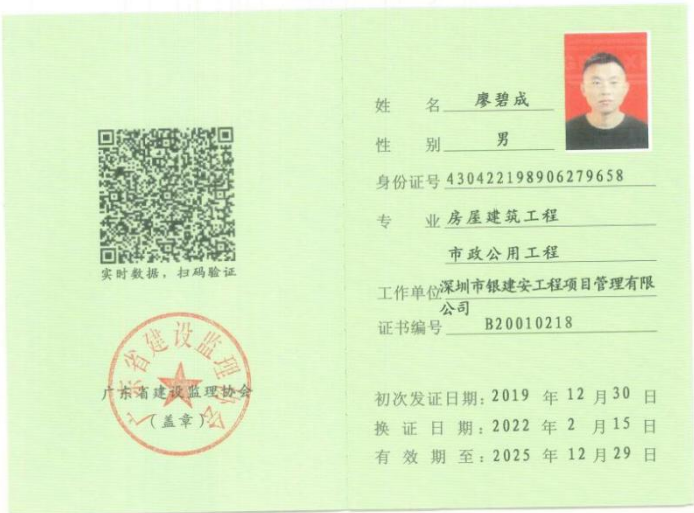 实时数据，扫码验证
广东省建设监理协会
广东省建设监理协会
（盖章）
姓 名 廖碧成
性 别 男
身份证号 430422198906279658
专 业 房屋建筑工程
市政公用工程
工作单位 深圳市银建安工程项目管理有限
公司
证书编号 B20010218
初次发证日期：2019 年 12 月 30 日
换 证 日 期：2022 年 2 月 15 日
有 效 期 至：2025 年 12 月 29 日